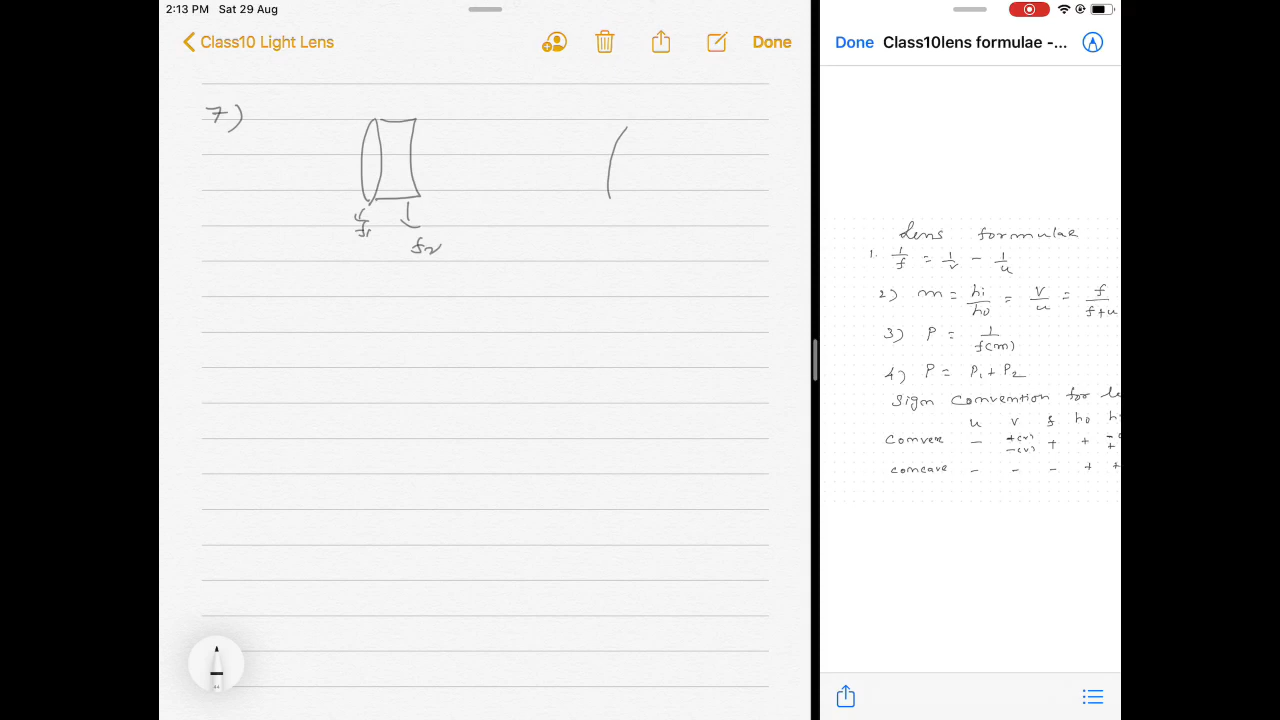 2:13 PM Sat 29 Aug
Class10 Light Lens
Done
7)
f1
f2
Done Class10lens formulae -...
Lens formulae
1. 1/f = 1/v - 1/u
2) m = hi/ho = v/u = f/f+u
3) P = 1/f(m)
4) P = P1 + P2
Sign Convention for le
u v f ho h
Convex - +(r) + +
-(v)
concave - - - + +